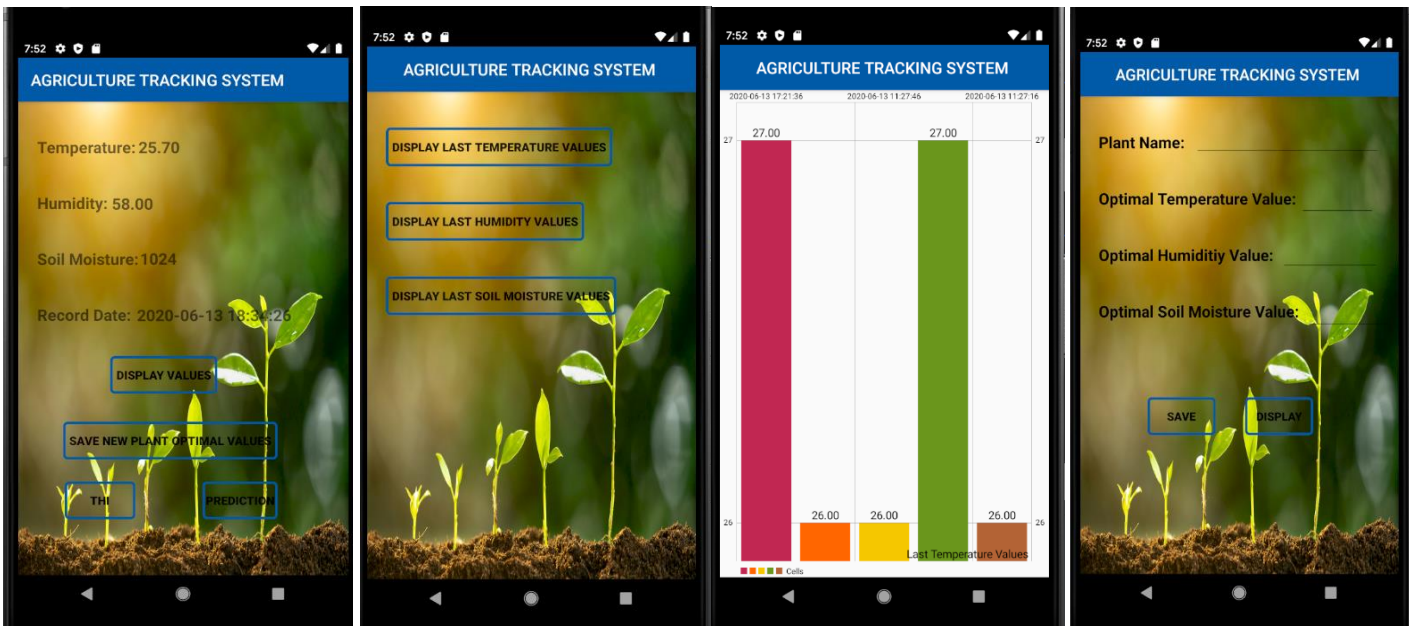 7:52
AGRICULTURE TRACKING SYSTEM
Temperature: 25.70
Humidity: 58.00
Soil Moisture: 1024
Record Date: 2020-06-13 18:34:26
DISPLAY VALUES
SAVE NEW PLANT OPTIMAL VALUES
THI PREDICTION
7:52
AGRICULTURE TRACKING SYSTEM
DISPLAY LAST TEMPERATURE VALUES
DISPLAY LAST HUMIDITY VALUES
DISPLAY LAST SOIL MOISTURE VALUES
7:52
AGRICULTURE TRACKING SYSTEM
2020-06-13 17:21:36 2020-06-13 11:27:46 2020-06-13 11:27:16
27.00 27.00
27 27
26.00 26.00 26.00
26 26
Last Temperature Values
Cells
7:52
AGRICULTURE TRACKING SYSTEM
Plant Name:
Optimal Temperature Value:
Optimal Humiditiy Value:
Optimal Soil Moisture Value:
SAVE DISPLAY